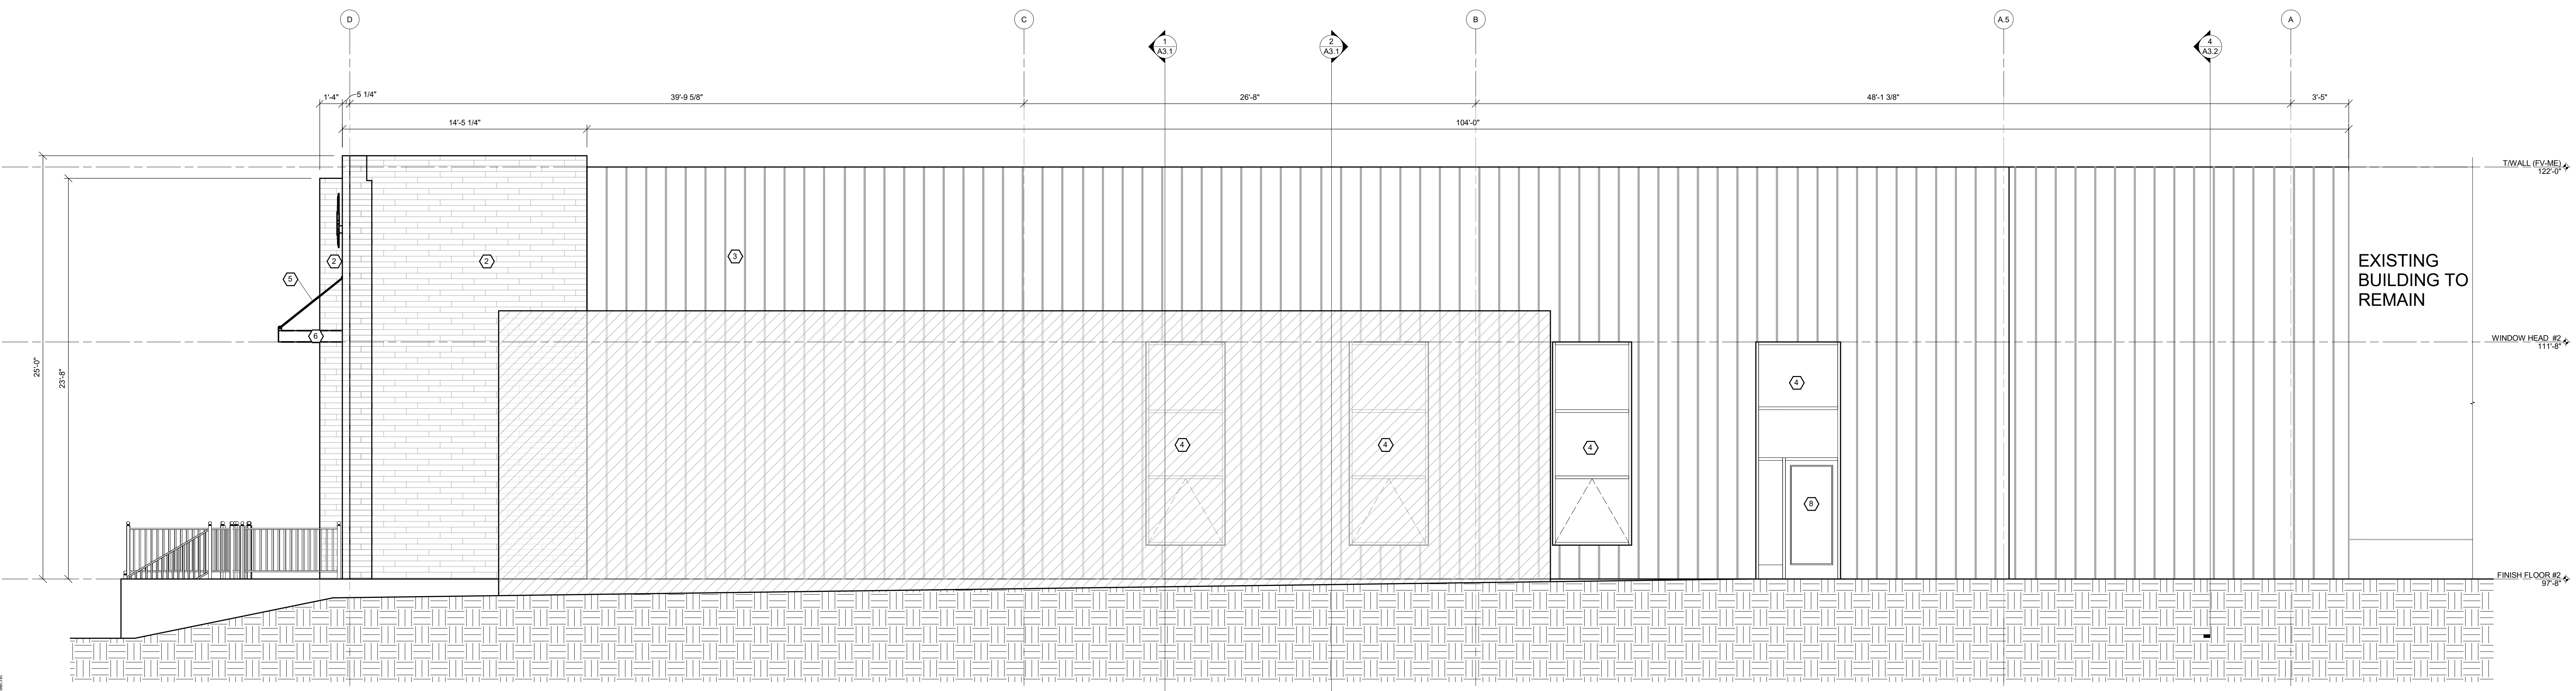 D
C
B
A.5
A
1
A3.1
2
A3.1
4
A3.2
1'-4"
5 1/4"
39'-9 5/8"
26'-8"
48'-1 3/8"
3'-5"
14'-5 1/4"
104'-0"
T/WALL (FV-ME)
122'-0"
2
2
3
5
6
EXISTING
BUILDING TO
REMAIN
WINDOW HEAD #2
111'-8"
25'-0"
23'-8"
4
4
4
4
8
FINISH FLOOR #2
97'-8"